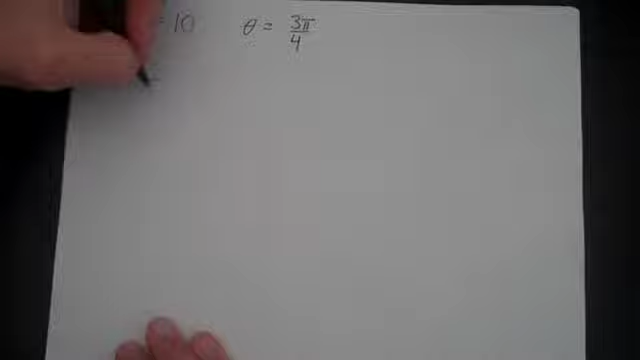 = 10 θ = 3π/4